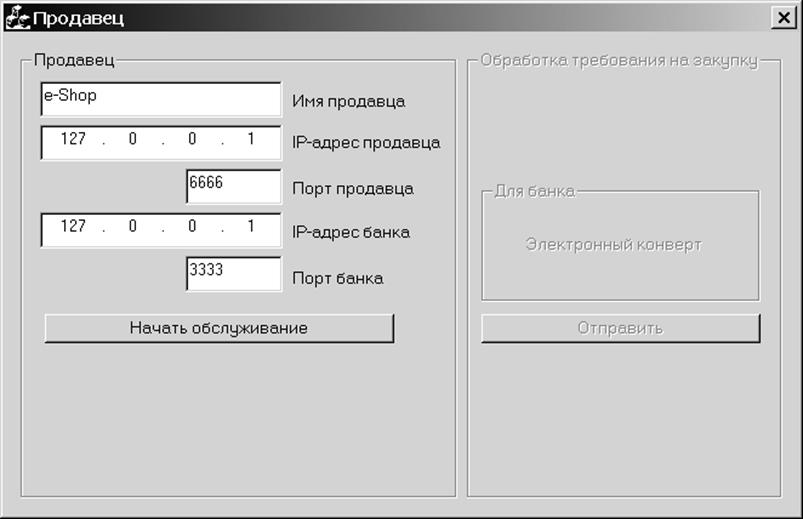 Продавец
Продавец
e-Shop
Имя продавца
127 . 0 . 0 . 1
IP-адрес продавца
6666
Порт продавца
127 . 0 . 0 . 1
IP-адрес банка
3333
Порт банка
Начать обслуживание
Обработка требования на закупку
Для банка
Электронный конверт
Отправить